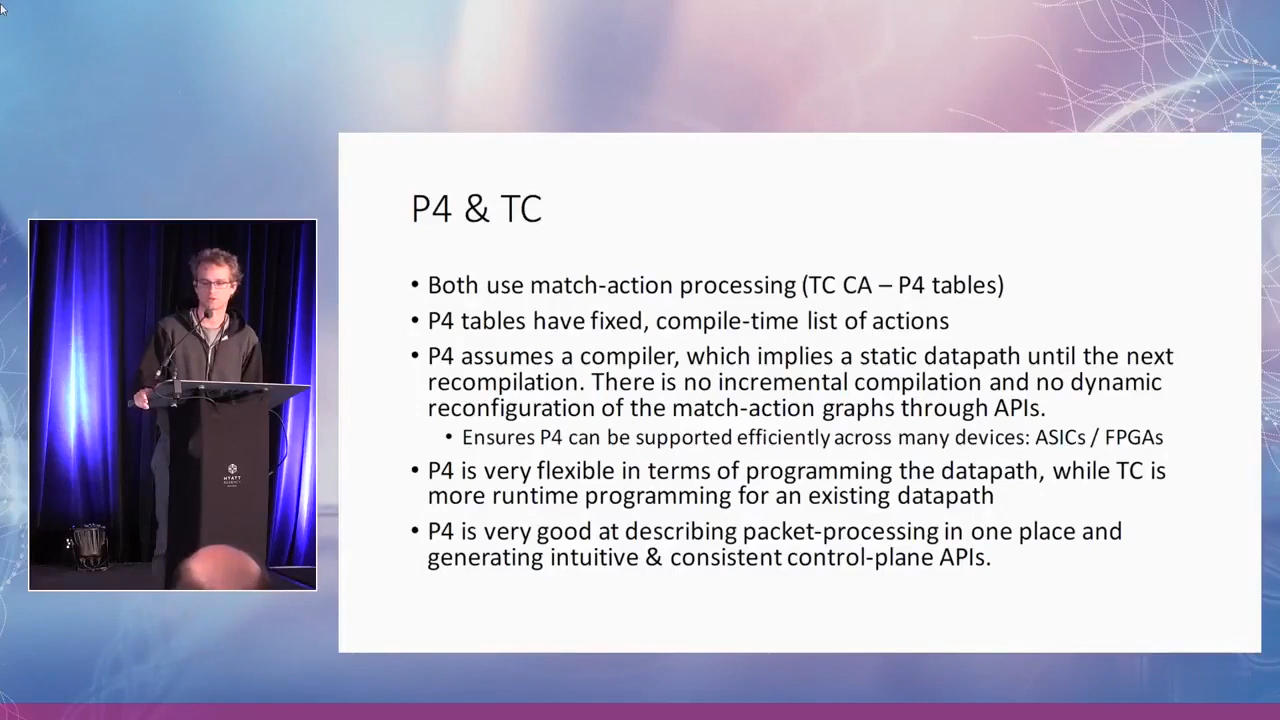 P4 & TC
• Both use match-action processing (TC CA – P4 tables)
• P4 tables have fixed, compile-time list of actions
• P4 assumes a compiler, which implies a static datapath until the next
recompilation. There is no incremental compilation and no dynamic
reconfiguration of the match-action graphs through APIs.
• Ensures P4 can be supported efficiently across many devices: ASICs / FPGAs
• P4 is very flexible in terms of programming the datapath, while TC is
more runtime programming for an existing datapath
• P4 is very good at describing packet-processing in one place and
generating intuitive & consistent control-plane APIs.
HYATT